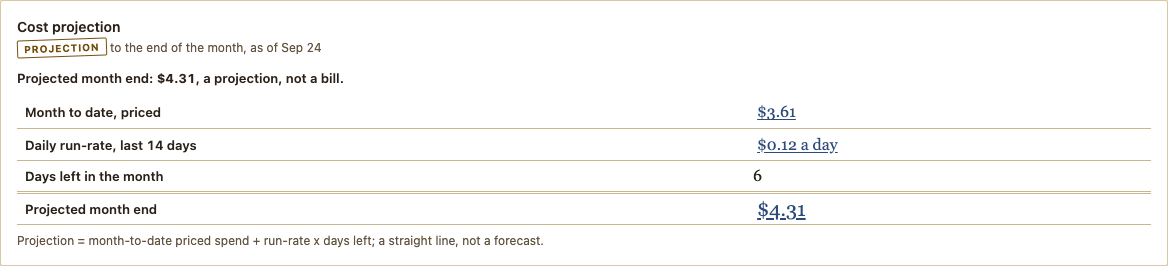 Cost projection
PROJECTION to the end of the month, as of Sep 24
Projected month end: $4.31, a projection, not a bill.
Month to date, priced $3.61
Daily run-rate, last 14 days $0.12 a day
Days left in the month 6
Projected month end $4.31
Projection = month-to-date priced spend + run-rate x days left; a straight line, not a forecast.